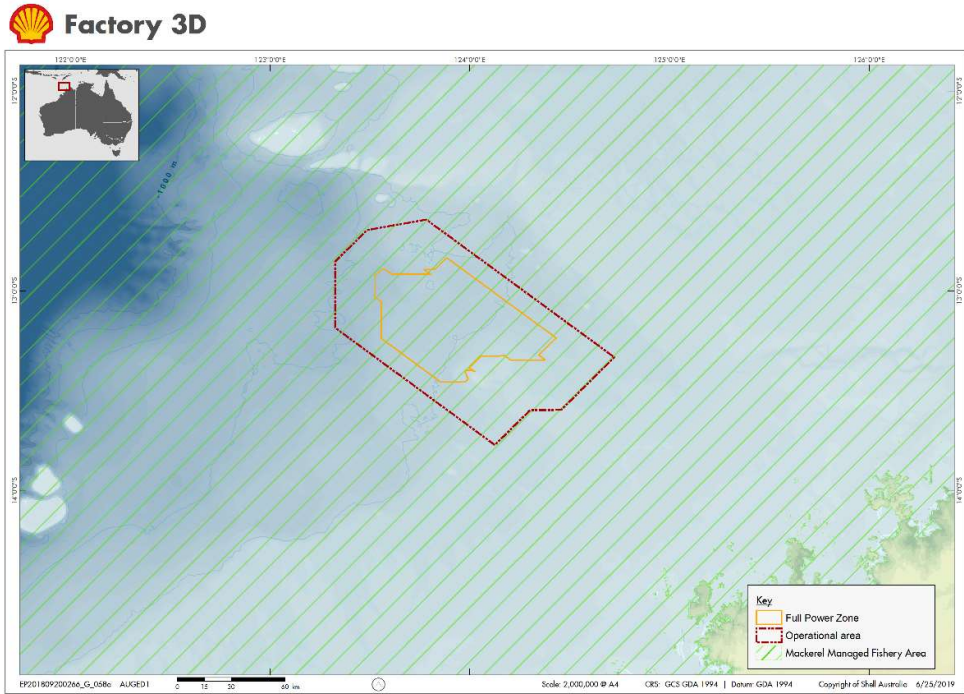 Factory 3D
122°0'0"E 123°0'0"E 124°0'0"E 125°0'0"E 126°0'0"E
12°0'0"S 12°0'0"S
-1000 m
13°0'0"S 13°0'0"S
14°0'0"S 14°0'0"S
Key
Full Power Zone
Operational area
Mackerel Managed Fishery Area
EP201809200266_G_058a AUGED1
0 15 30 60 km
Scale: 2,000,000 @ A4 CRS: GCS GDA 1994 | Datum: GDA 1994 Copyright of Shell Australia 6/25/2019